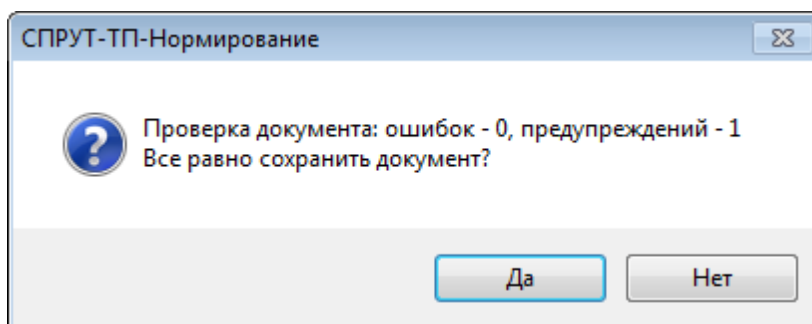 СПРУТ-ТП-Нормирование
Проверка документа: ошибок - 0, предупреждений - 1
Все равно сохранить документ?
Да
Нет